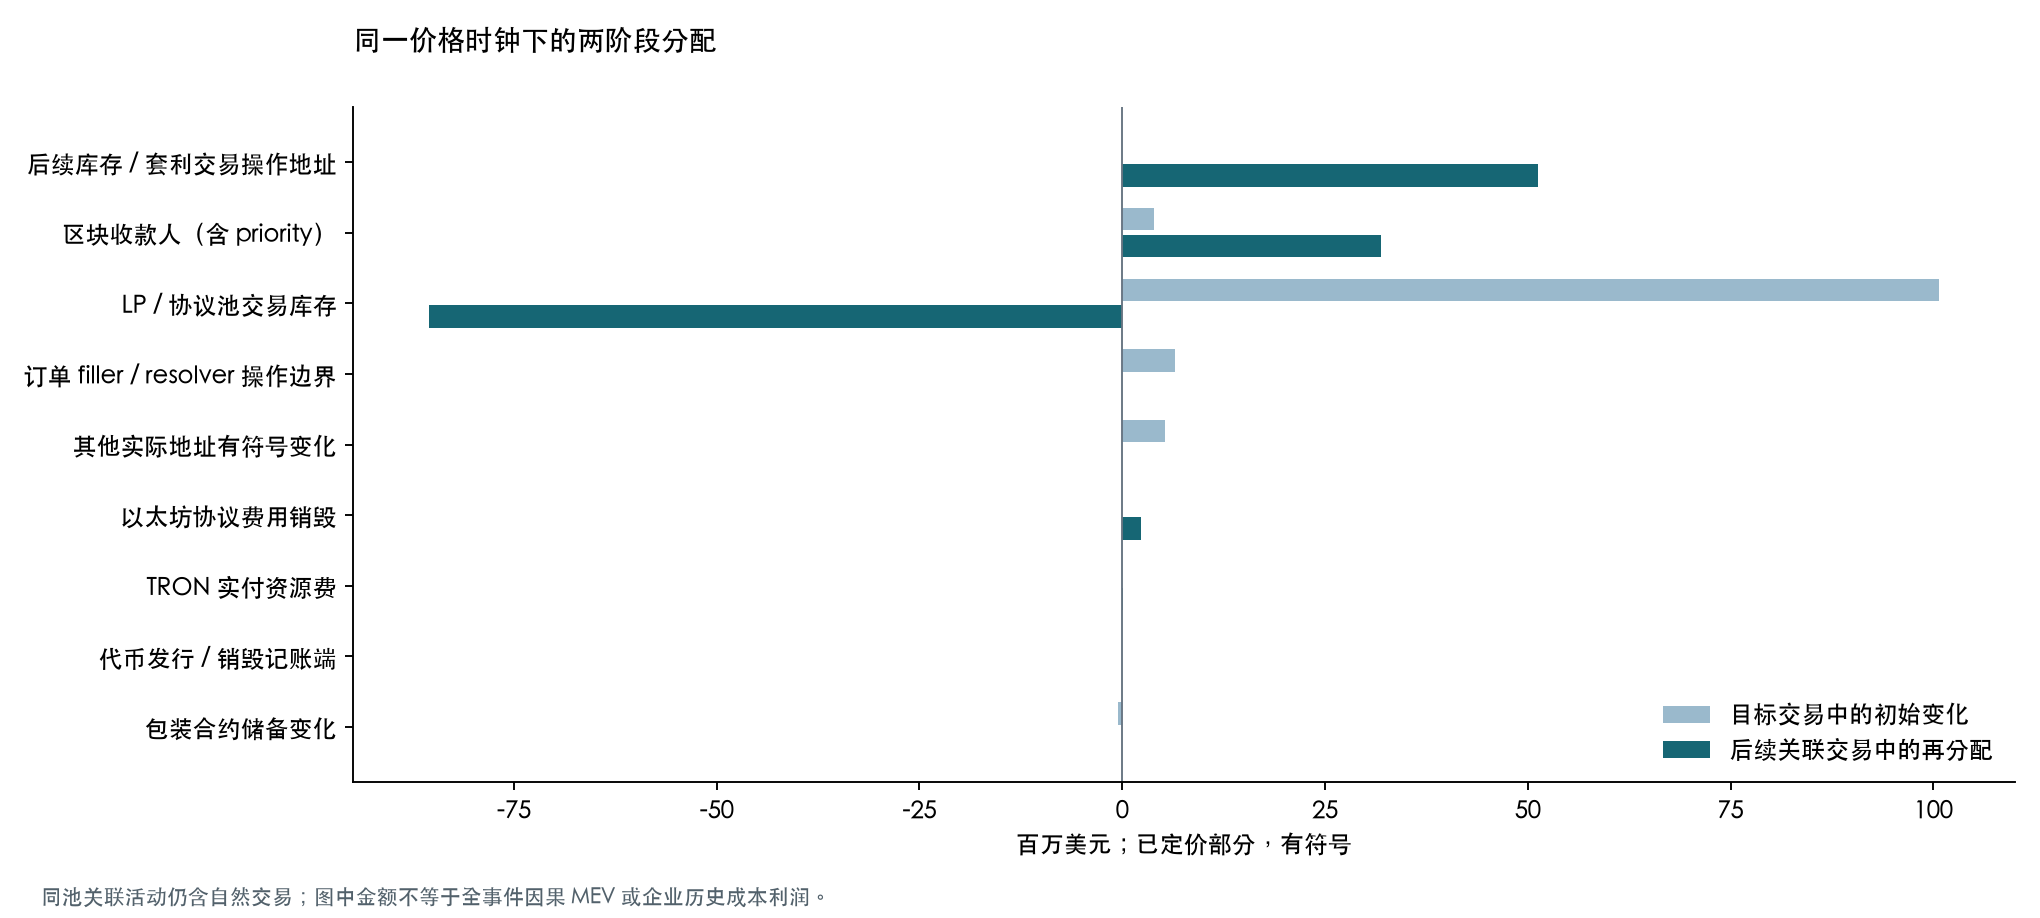 同一价格时钟下的两阶段分配
后续库存 / 套利交易操作地址
区块收款人（含 priority）
LP / 协议池交易库存
订单 filler / resolver 操作边界
其他实际地址有符号变化
以太坊协议费用销毁
TRON 实付资源费
代币发行 / 销毁记账端
包装合约储备变化
目标交易中的初始变化
后续关联交易中的再分配
-75 -50 -25 0 25 50 75 100
百万美元；已定价部分，有符号
同池关联活动仍含自然交易；图中金额不等于全事件因果 MEV 或企业历史成本利润。